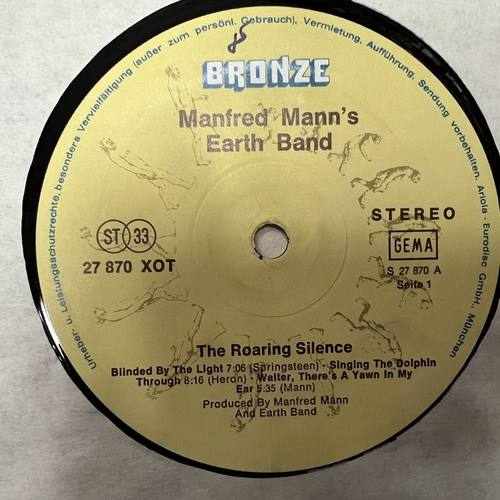 Urheber- u. Leistungsschutzrechte, besonders Vervielfältigung (außer zum persönl. Gebrauch), Vermietung, Aufführung, Sendung vorbehalten. Ariola-Eurodisc GmbH, München
BRONZE
Manfred Mann's
Earth Band
STEREO
ST 33
GEMA
27 870 XOT
S 27 870 A
Seite 1
The Roaring Silence
Blinded By The Light 7:06 (Springsteen) · Singing The Dolphin
Through 8:16 (Heron) · Waiter, There's A Yawn In My
Ear 5:35 (Mann)
Produced By Manfred Mann
And Earth Band